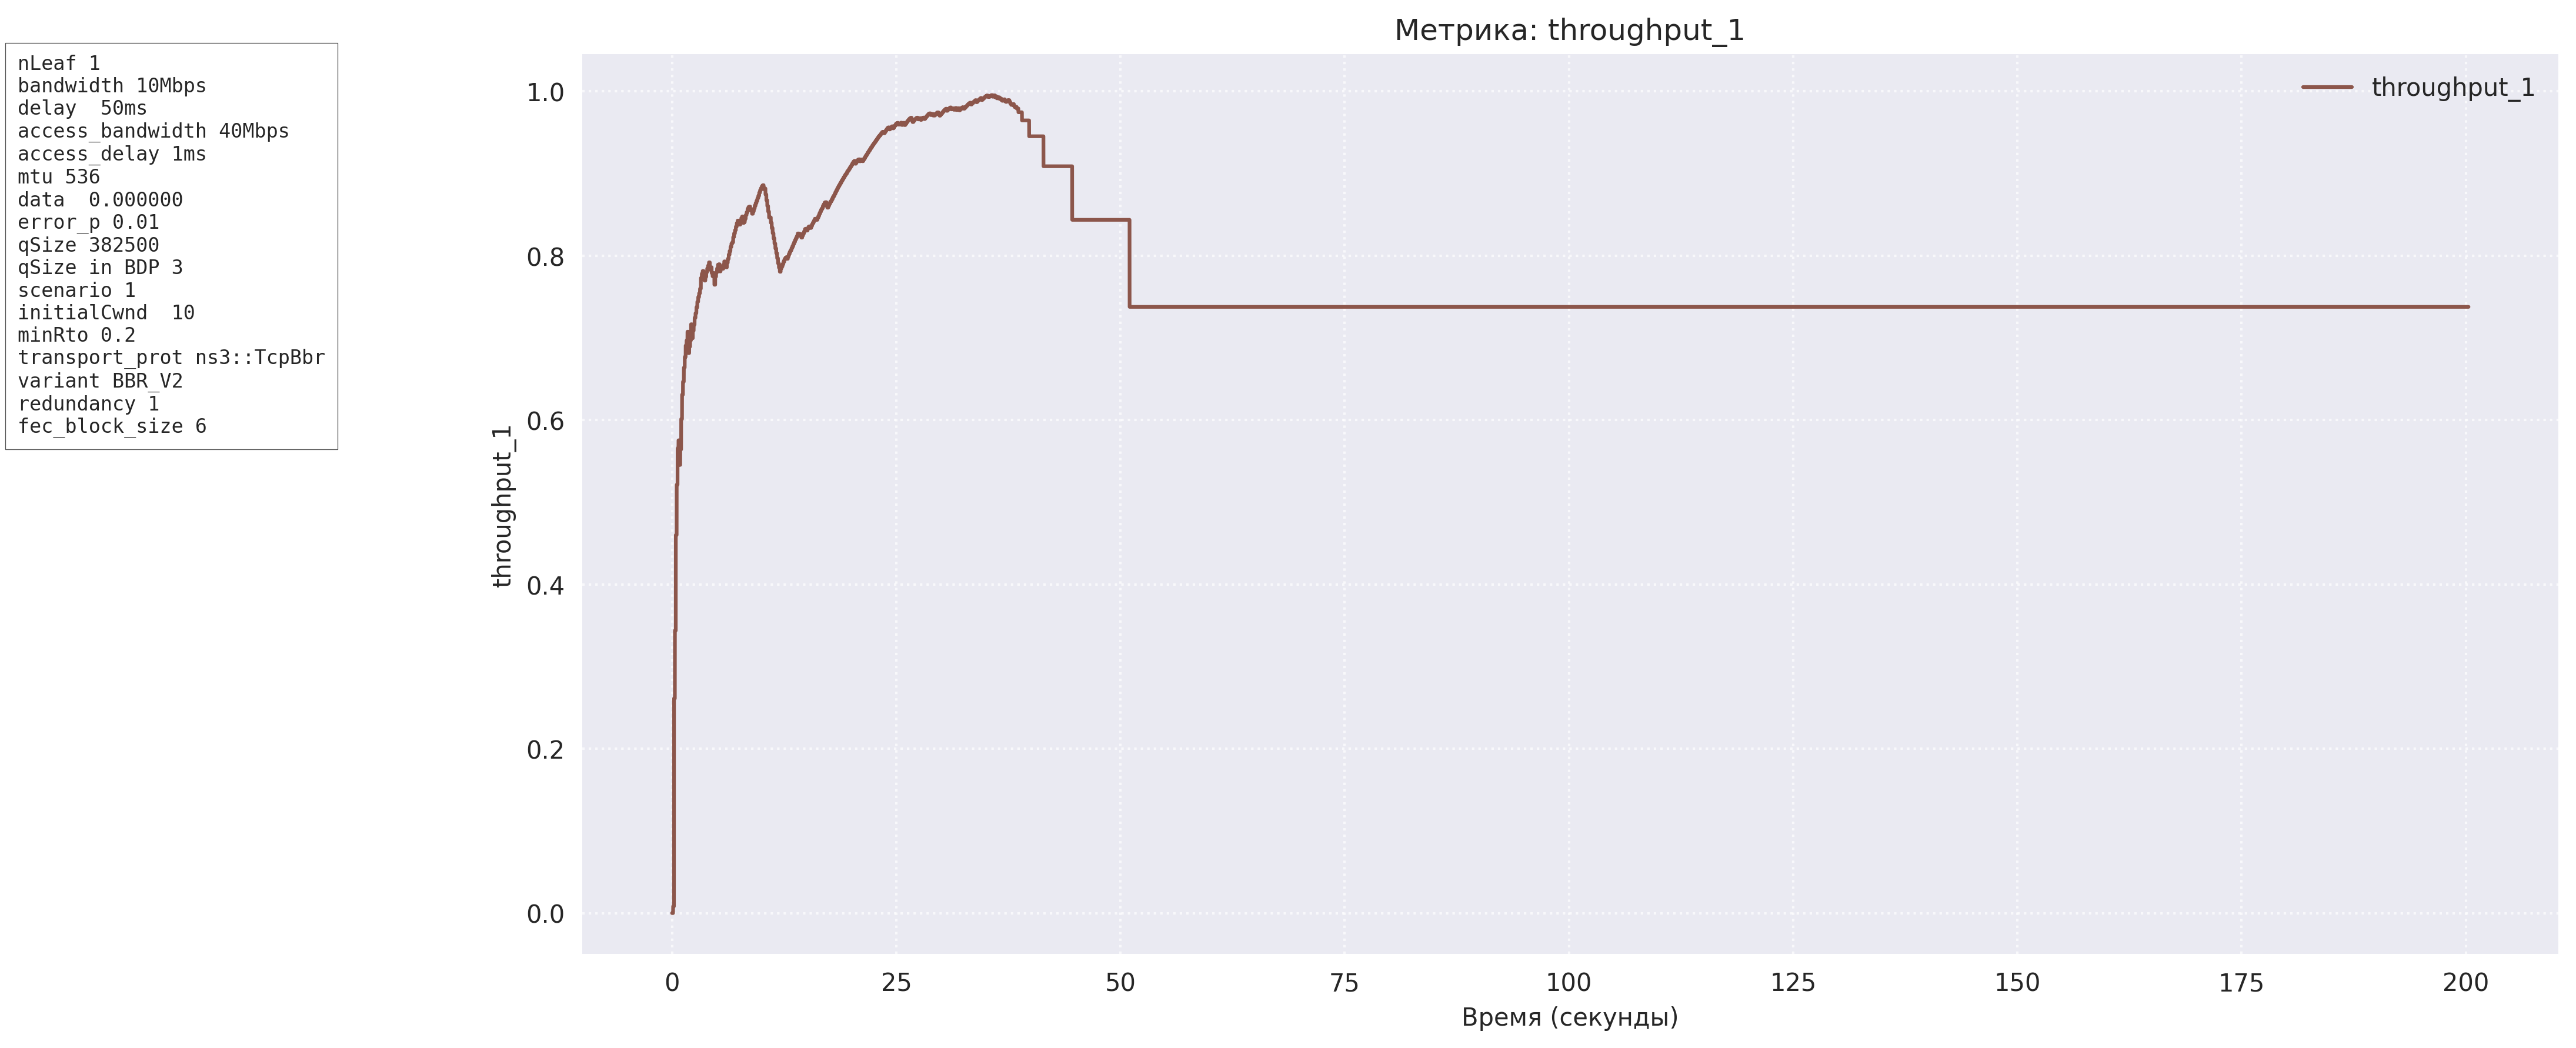 Метрика: throughput_1
nLeaf 1
bandwidth 10Mbps
delay  50ms
access_bandwidth 40Mbps
access_delay 1ms
mtu 536
data  0.000000
error_p 0.01
qSize 382500
qSize in BDP 3
scenario 1
initialCwnd  10
minRto 0.2
transport_prot ns3::TcpBbr
variant BBR_V2
redundancy 1
fec_block_size 6
throughput_1
throughput_1
1.0
0.8
0.6
0.4
0.2
0.0
0 25 50 75 100 125 150 175 200
Время (секунды)